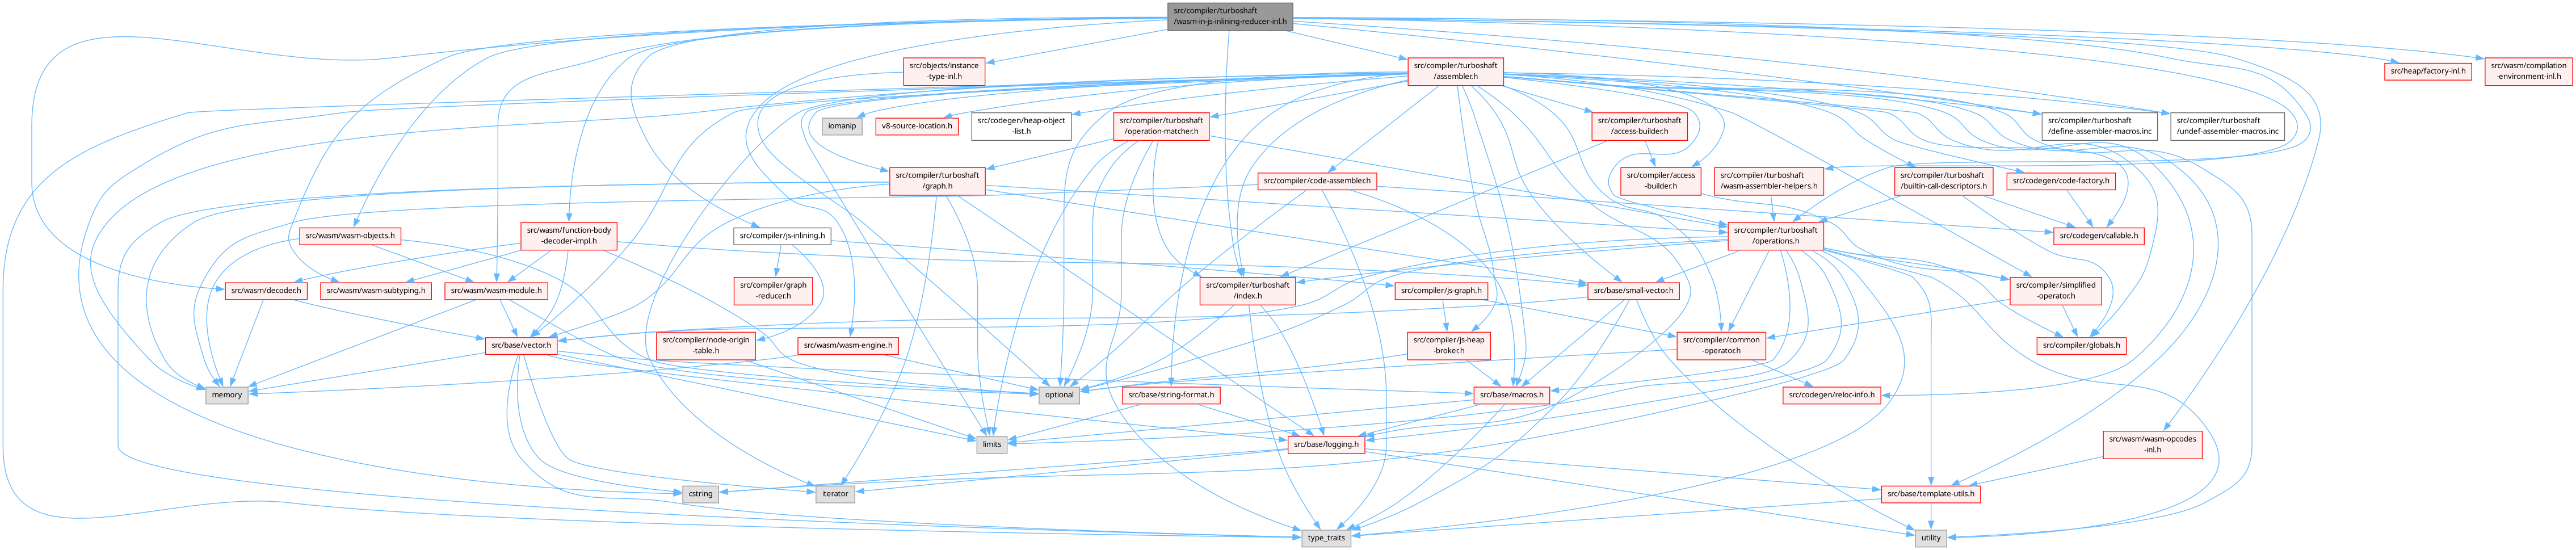 src/compiler/turboshaft
/wasm-in-js-inlining-reducer-inl.h
src/objects/instance
-type-inl.h
src/compiler/turboshaft
/assembler.h
src/heap/factory-inl.h
src/wasm/compilation
-environment-inl.h
iomanip
v8-source-location.h
src/codegen/heap-object
-list.h
src/compiler/turboshaft
/operation-matcher.h
src/compiler/turboshaft
/access-builder.h
src/compiler/turboshaft
/define-assembler-macros.inc
src/compiler/turboshaft
/undef-assembler-macros.inc
src/compiler/turboshaft
/graph.h
src/compiler/code-assembler.h
src/compiler/access
-builder.h
src/compiler/turboshaft
/wasm-assembler-helpers.h
src/compiler/turboshaft
/builtin-call-descriptors.h
src/codegen/code-factory.h
src/wasm/wasm-objects.h
src/wasm/function-body
-decoder-impl.h
src/compiler/js-inlining.h
src/compiler/turboshaft
/operations.h
src/codegen/callable.h
src/wasm/decoder.h
src/wasm/wasm-subtyping.h
src/wasm/wasm-module.h
src/compiler/graph
-reducer.h
src/compiler/turboshaft
/index.h
src/compiler/js-graph.h
src/base/small-vector.h
src/compiler/simplified
-operator.h
src/base/vector.h
src/compiler/node-origin
-table.h
src/wasm/wasm-engine.h
src/compiler/js-heap
-broker.h
src/compiler/common
-operator.h
src/compiler/globals.h
memory
optional
src/base/string-format.h
src/base/macros.h
src/codegen/reloc-info.h
limits
src/base/logging.h
src/wasm/wasm-opcodes
-inl.h
cstring
iterator
src/base/template-utils.h
type_traits
utility